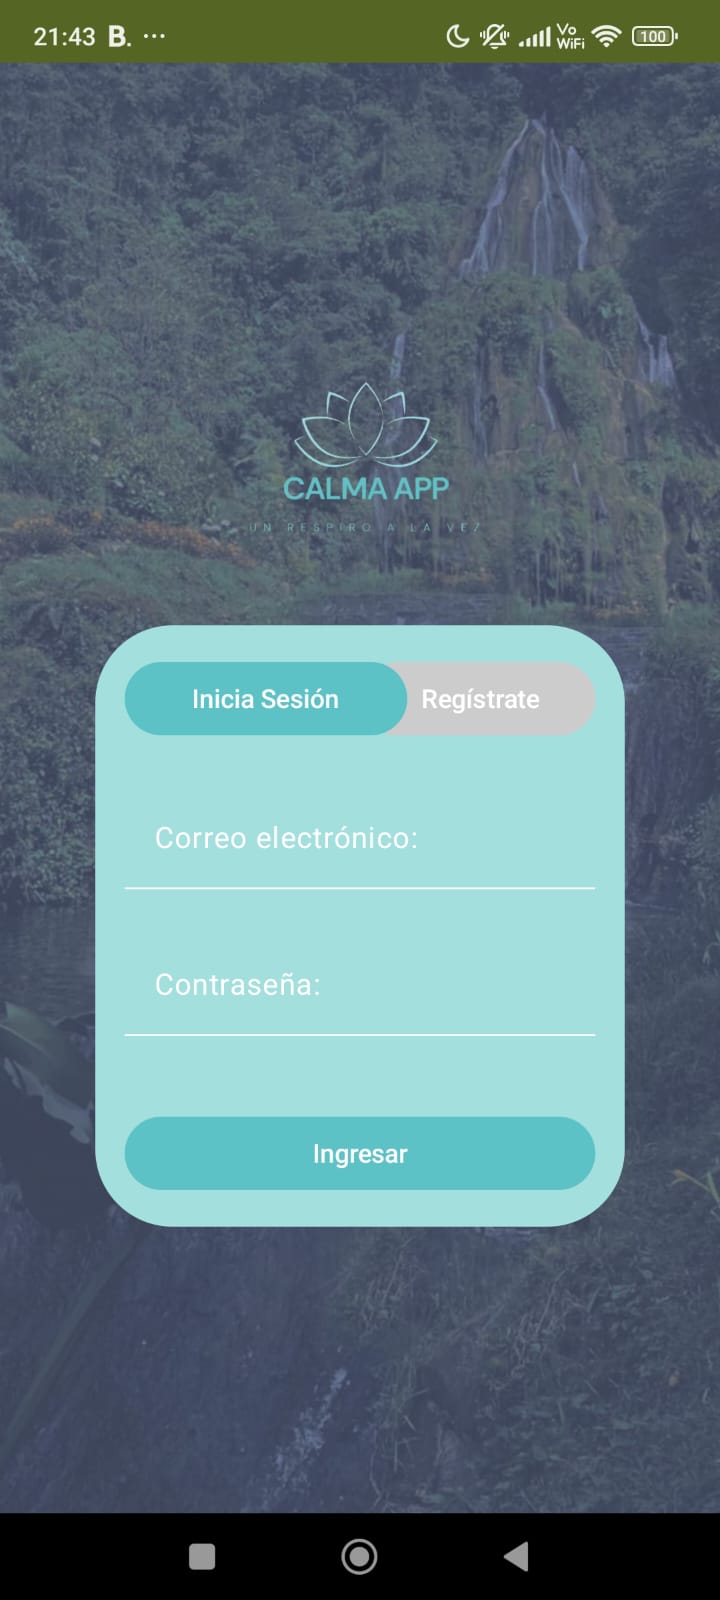 21:43 B. ...
Vo
WiFi
100
CALMA APP
UN RESPIRO A LA VEZ
Inicia Sesión
Regístrate
Correo electrónico:
Contraseña:
Ingresar